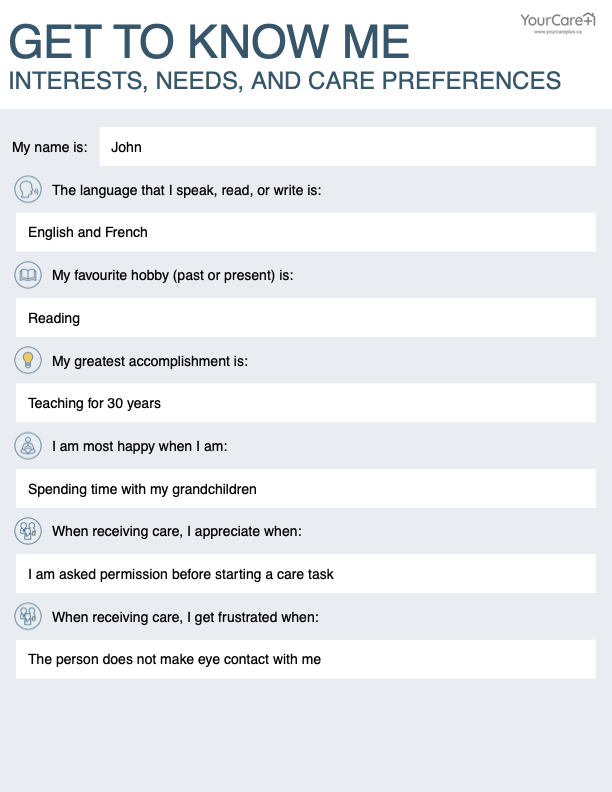 YourCare+
www.yourcareplus.ca
GET TO KNOW ME
INTERESTS, NEEDS, AND CARE PREFERENCES
My name is: John
The language that I speak, read, or write is:
English and French
My favourite hobby (past or present) is:
Reading
My greatest accomplishment is:
Teaching for 30 years
I am most happy when I am:
Spending time with my grandchildren
When receiving care, I appreciate when:
I am asked permission before starting a care task
When receiving care, I get frustrated when:
The person does not make eye contact with me